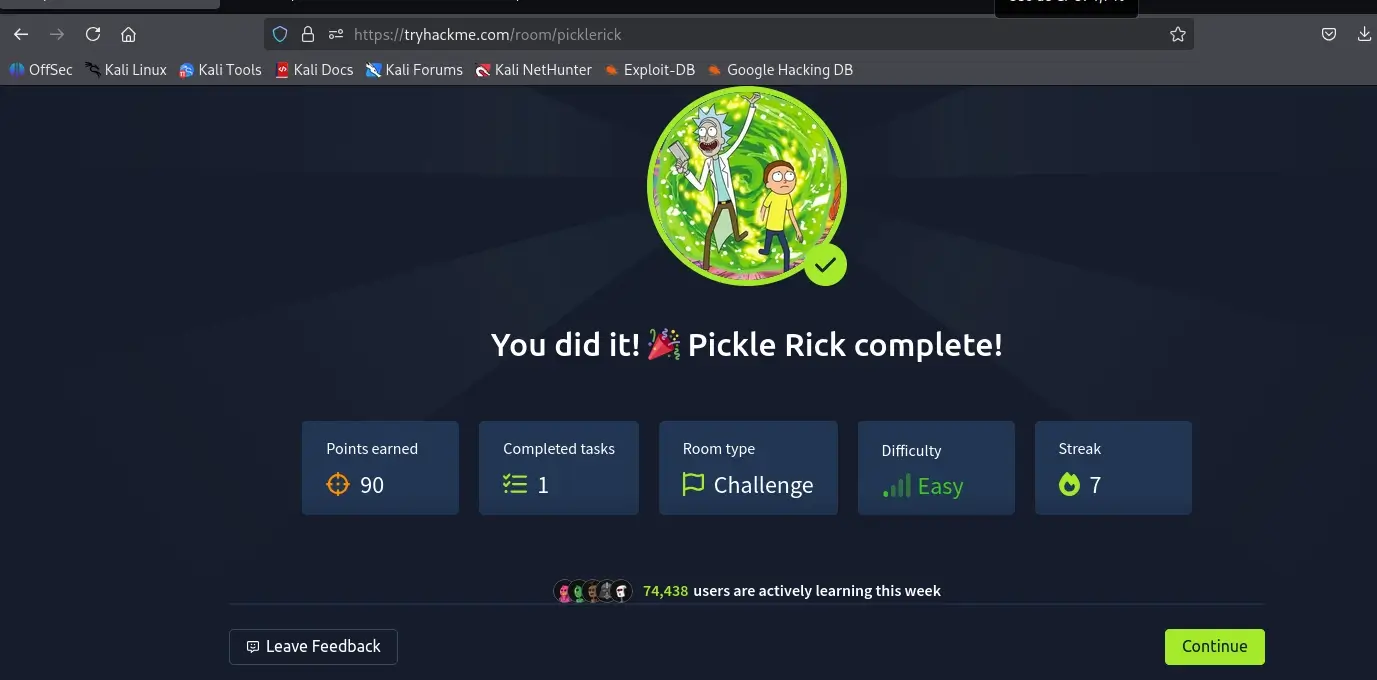 https://tryhackme.com/room/picklerick
OffSec Kali Linux Kali Tools Kali Docs Kali Forums Kali NetHunter Exploit-DB Google Hacking DB
You did it! 🎉 Pickle Rick complete!
Points earned Completed tasks Room type Difficulty Streak
90 1 Challenge Easy 7
74,438 users are actively learning this week
Leave Feedback Continue